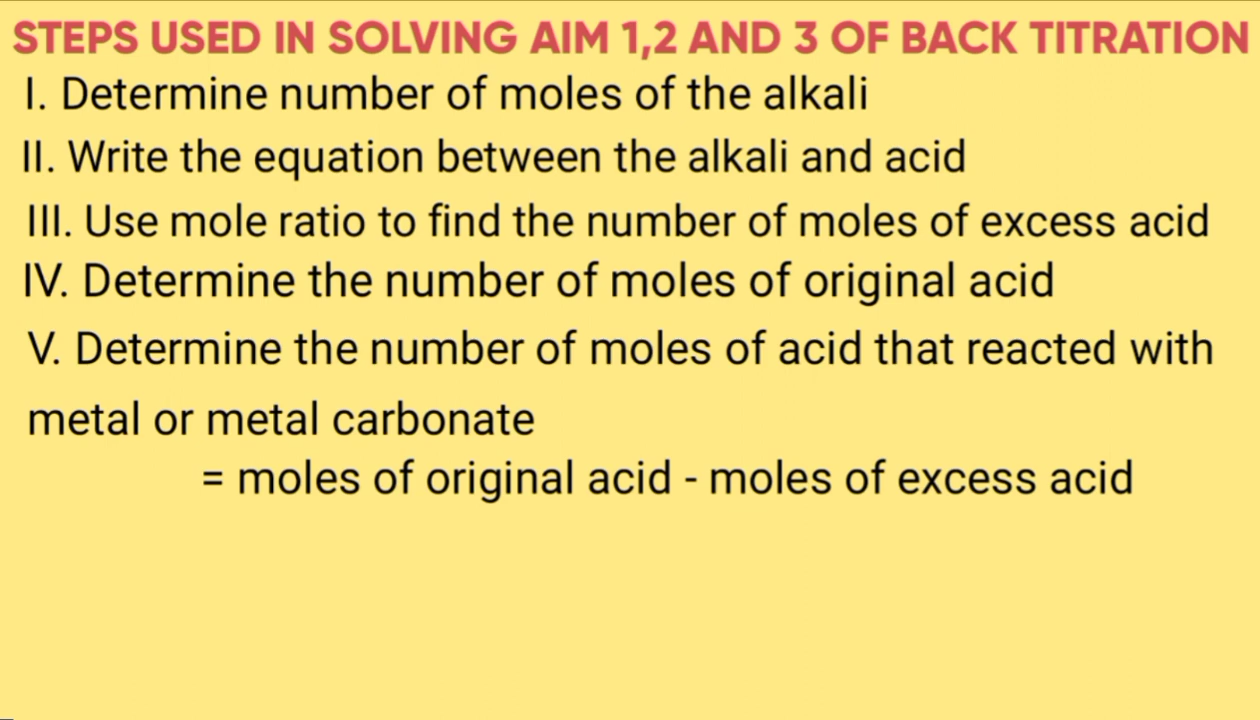 STEPS USED IN SOLVING AIM 1,2 AND 3 OF BACK TITRATION
I. Determine number of moles of the alkali
II. Write the equation between the alkali and acid
III. Use mole ratio to find the number of moles of excess acid
IV. Determine the number of moles of original acid
V. Determine the number of moles of acid that reacted with
metal or metal carbonate
= moles of original acid - moles of excess acid